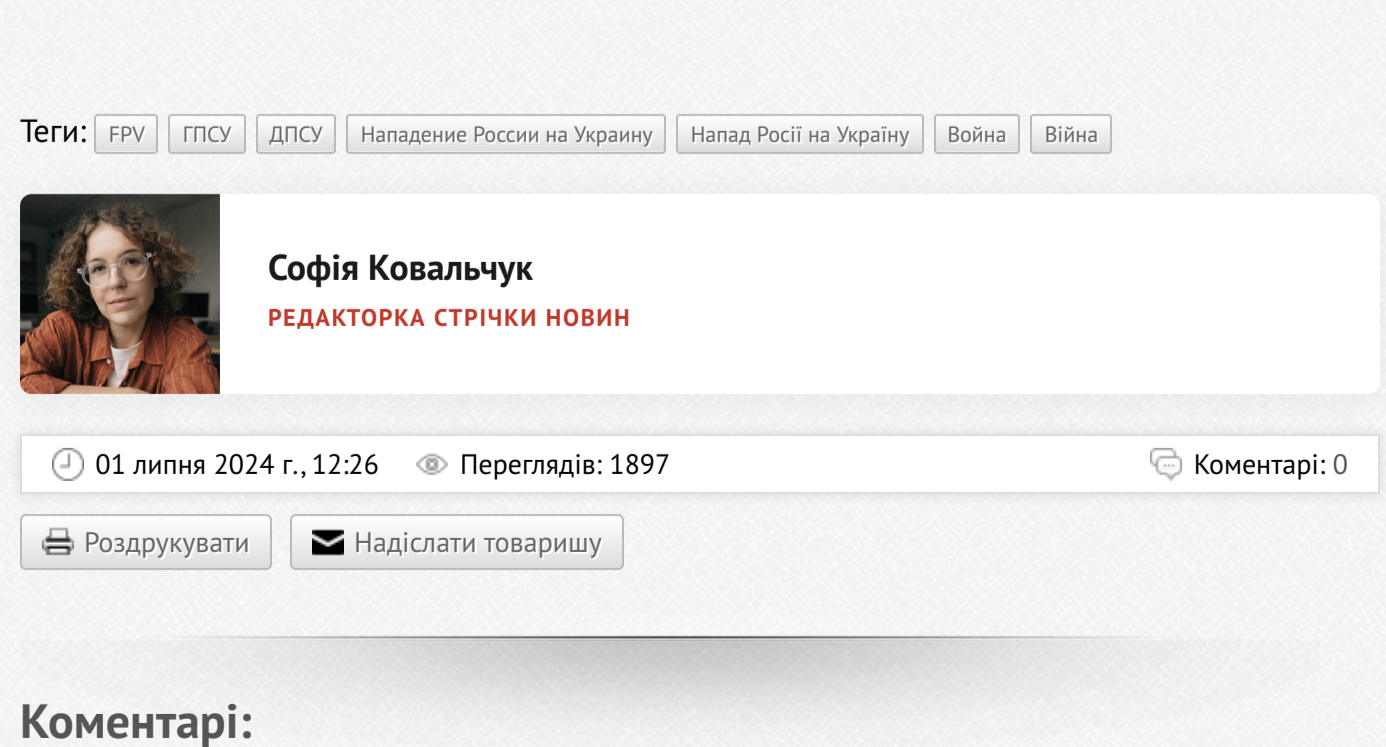 Теги: FPV ГПСУ ДПСУ Нападение России на Украину Напад Росії на Україну Война Війна
Софія Ковальчук
РЕДАКТОРКА СТРІЧКИ НОВИН
01 липня 2024 г., 12:26 Переглядів: 1897 Коментарі: 0
Роздрукувати Надіслати товаришу
Коментарі: